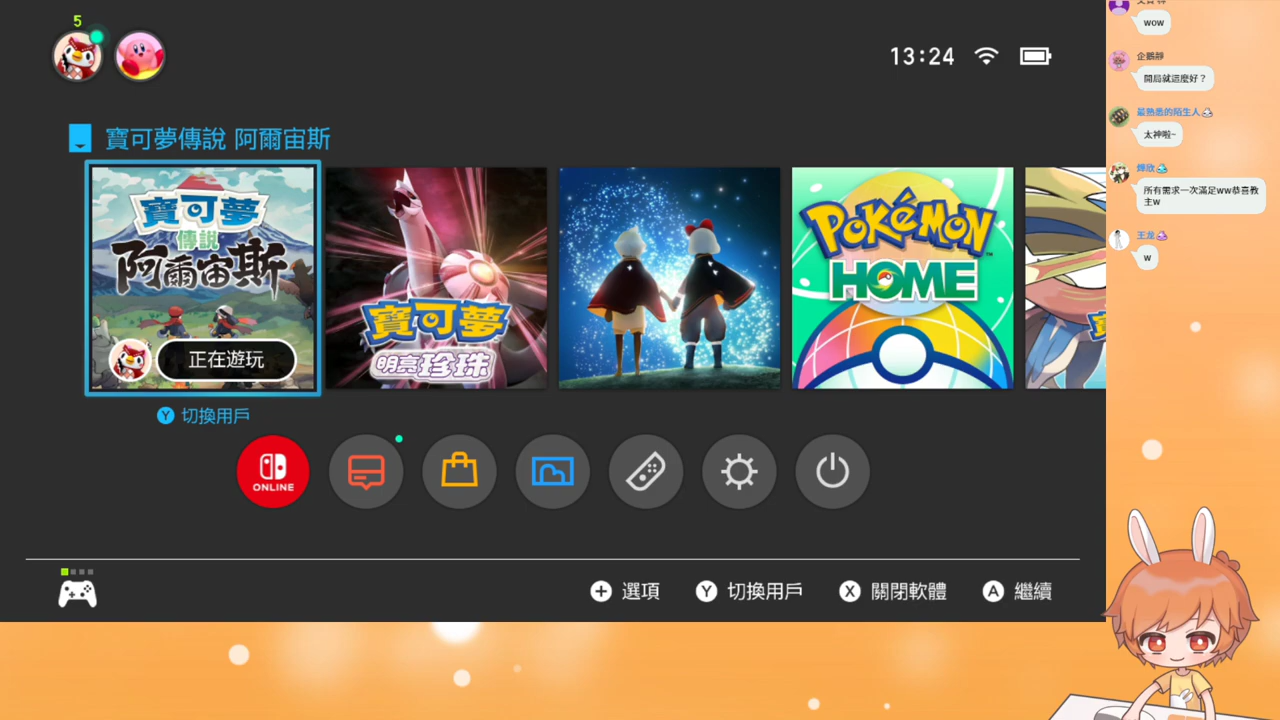 5
13:24
寶可夢傳說 阿爾宙斯
寶可夢
傳說
阿爾宙斯
正在遊玩
寶可夢
明亮珍珠
POKéMON
HOME
Y 切換用戶
ONLINE
+ 選項
Y 切換用戶
X 關閉軟體
A 繼續
wow
企鵝靜
開局就這麼好？
最熟悉的陌生人
太神啦~
所有需求一次滿足ww恭喜教
主w
王龙
w